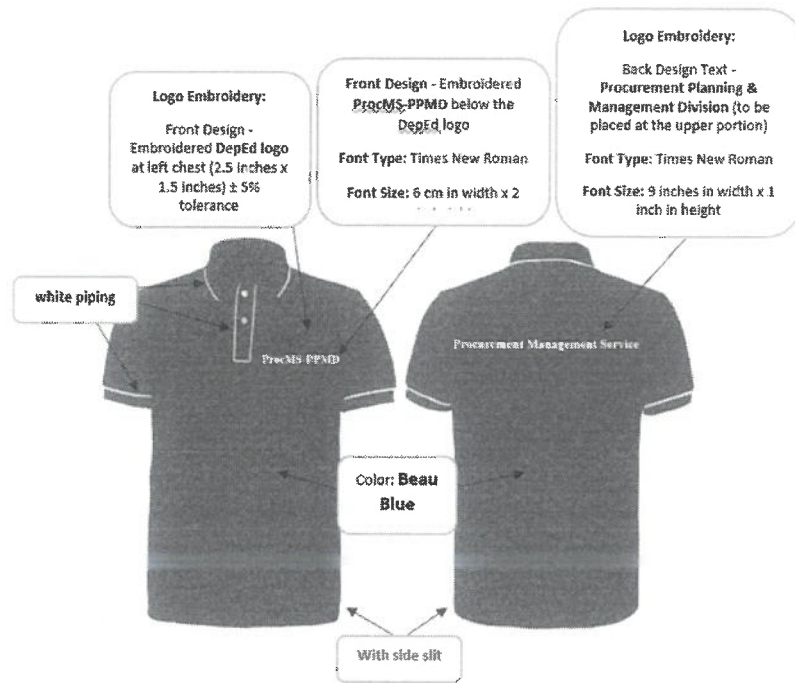 Logo Embroidery:
Front Design -
Embroidered DepEd logo
at left chest (2.5 inches x
1.5 inches) ± 5%
tolerance
Front Design - Embroidered
ProcMS-PPMD below the
DepEd logo
Font Type: Times New Roman
Font Size: 6 cm in width x 2
Logo Embroidery:
Back Design Text -
Procurement Planning &
Management Division (to be
placed at the upper portion)
Font Type: Times New Roman
Font Size: 9 inches in width x 1
inch in height
white piping
ProcMS-PPMD
Procurement Management Service
Color: Beau
Blue
With side slit